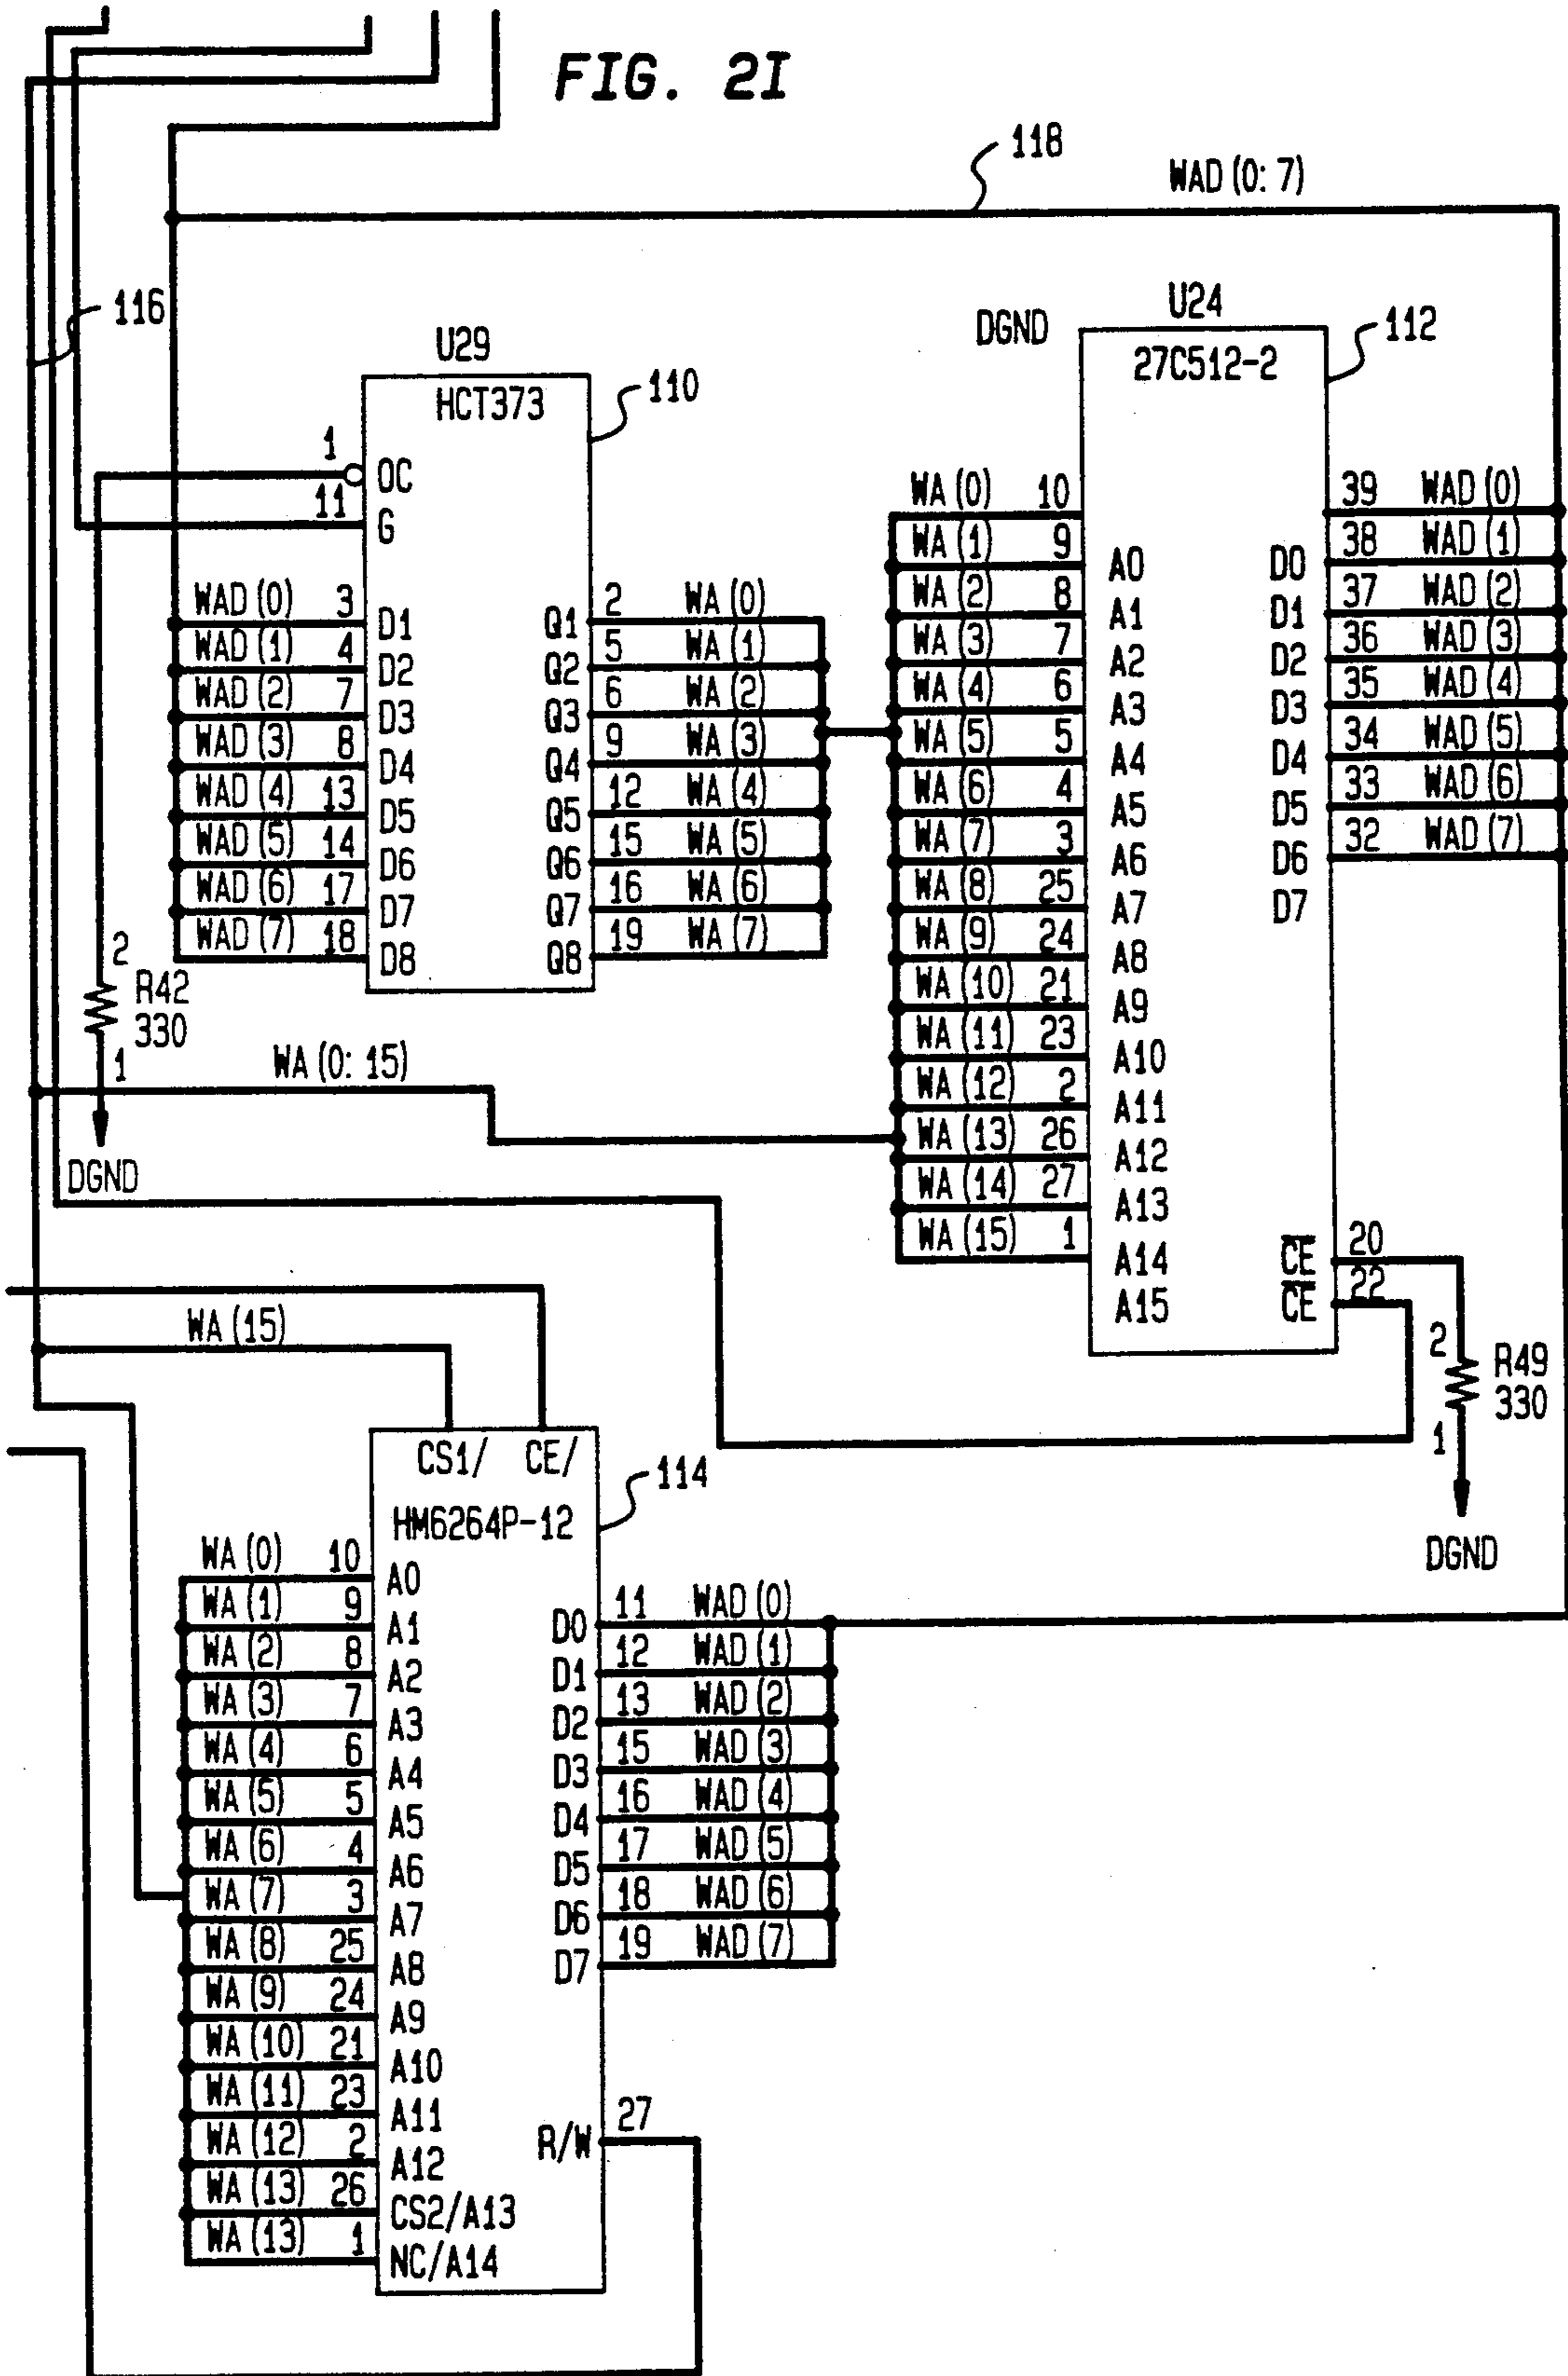 FIG. 2I
118
WAD (0: 7)
116
U29
HCT373
110
DGND
U24
27C512-2
112
1
OC
11
G
WAD (0) 3 D1
WAD (1) 4 D2
WAD (2) 7 D3
WAD (3) 8 D4
WAD (4) 13 D5
WAD (5) 14 D6
WAD (6) 17 D7
WAD (7) 18 D8
Q1 2 WA (0)
Q2 5 WA (1)
Q3 6 WA (2)
Q4 9 WA (3)
Q5 12 WA (4)
Q6 15 WA (5)
Q7 16 WA (6)
Q8 19 WA (7)
WA (0) 10
WA (1) 9 A0
WA (2) 8 A1
WA (3) 7 A2
WA (4) 6 A3
WA (5) 5 A4
WA (6) 4 A5
WA (7) 3 A6
WA (8) 25 A7
WA (9) 24 A8
WA (10) 21 A9
WA (11) 23 A10
WA (12) 2 A11
WA (13) 26 A12
WA (14) 27 A13
WA (15) 1 A14
A15
39 WAD (0)
D0 38 WAD (1)
D1 37 WAD (2)
D2 36 WAD (3)
D3 35 WAD (4)
D4 34 WAD (5)
D5 33 WAD (6)
D6 32 WAD (7)
D7
C̅E̅ 20
C̅E̅ 22
2
R49
330
1
DGND
2
R42
330
1
DGND
WA (0: 15)
WA (15)
CS1/ CE/
HM6264P-12
114
WA (0) 10 A0
WA (1) 9 A1
WA (2) 8 A2
WA (3) 7 A3
WA (4) 6 A4
WA (5) 5 A5
WA (6) 4 A6
WA (7) 3 A7
WA (8) 25 A8
WA (9) 24 A9
WA (10) 21 A10
WA (11) 23 A11
WA (12) 2 A12
WA (13) 26 CS2/A13
WA (13) 1 NC/A14
D0 11 WAD (0)
D1 12 WAD (1)
D2 13 WAD (2)
D3 15 WAD (3)
D4 16 WAD (4)
D5 17 WAD (5)
D6 18 WAD (6)
D7 19 WAD (7)
R/W 27